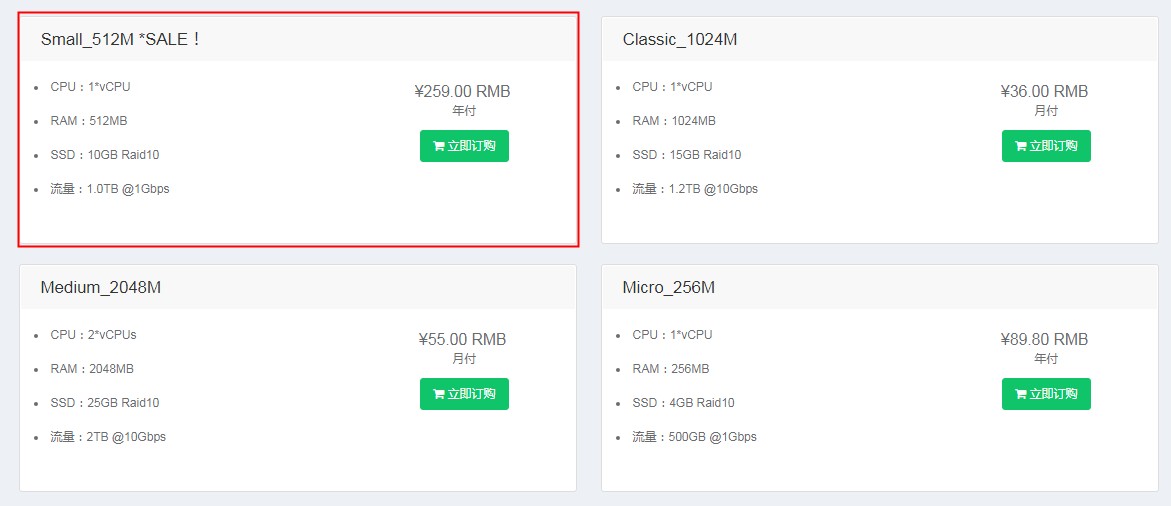 Small_512M *SALE！
CPU：1*vCPU
RAM：512MB
SSD：10GB Raid10
流量：1.0TB @1Gbps
¥259.00 RMB
年付
立即订购
Classic_1024M
CPU：1*vCPU
RAM：1024MB
SSD：15GB Raid10
流量：1.2TB @10Gbps
¥36.00 RMB
月付
立即订购
Medium_2048M
CPU：2*vCPUs
RAM：2048MB
SSD：25GB Raid10
流量：2TB @10Gbps
¥55.00 RMB
月付
立即订购
Micro_256M
CPU：1*vCPU
RAM：256MB
SSD：4GB Raid10
流量：500GB @1Gbps
¥89.80 RMB
年付
立即订购